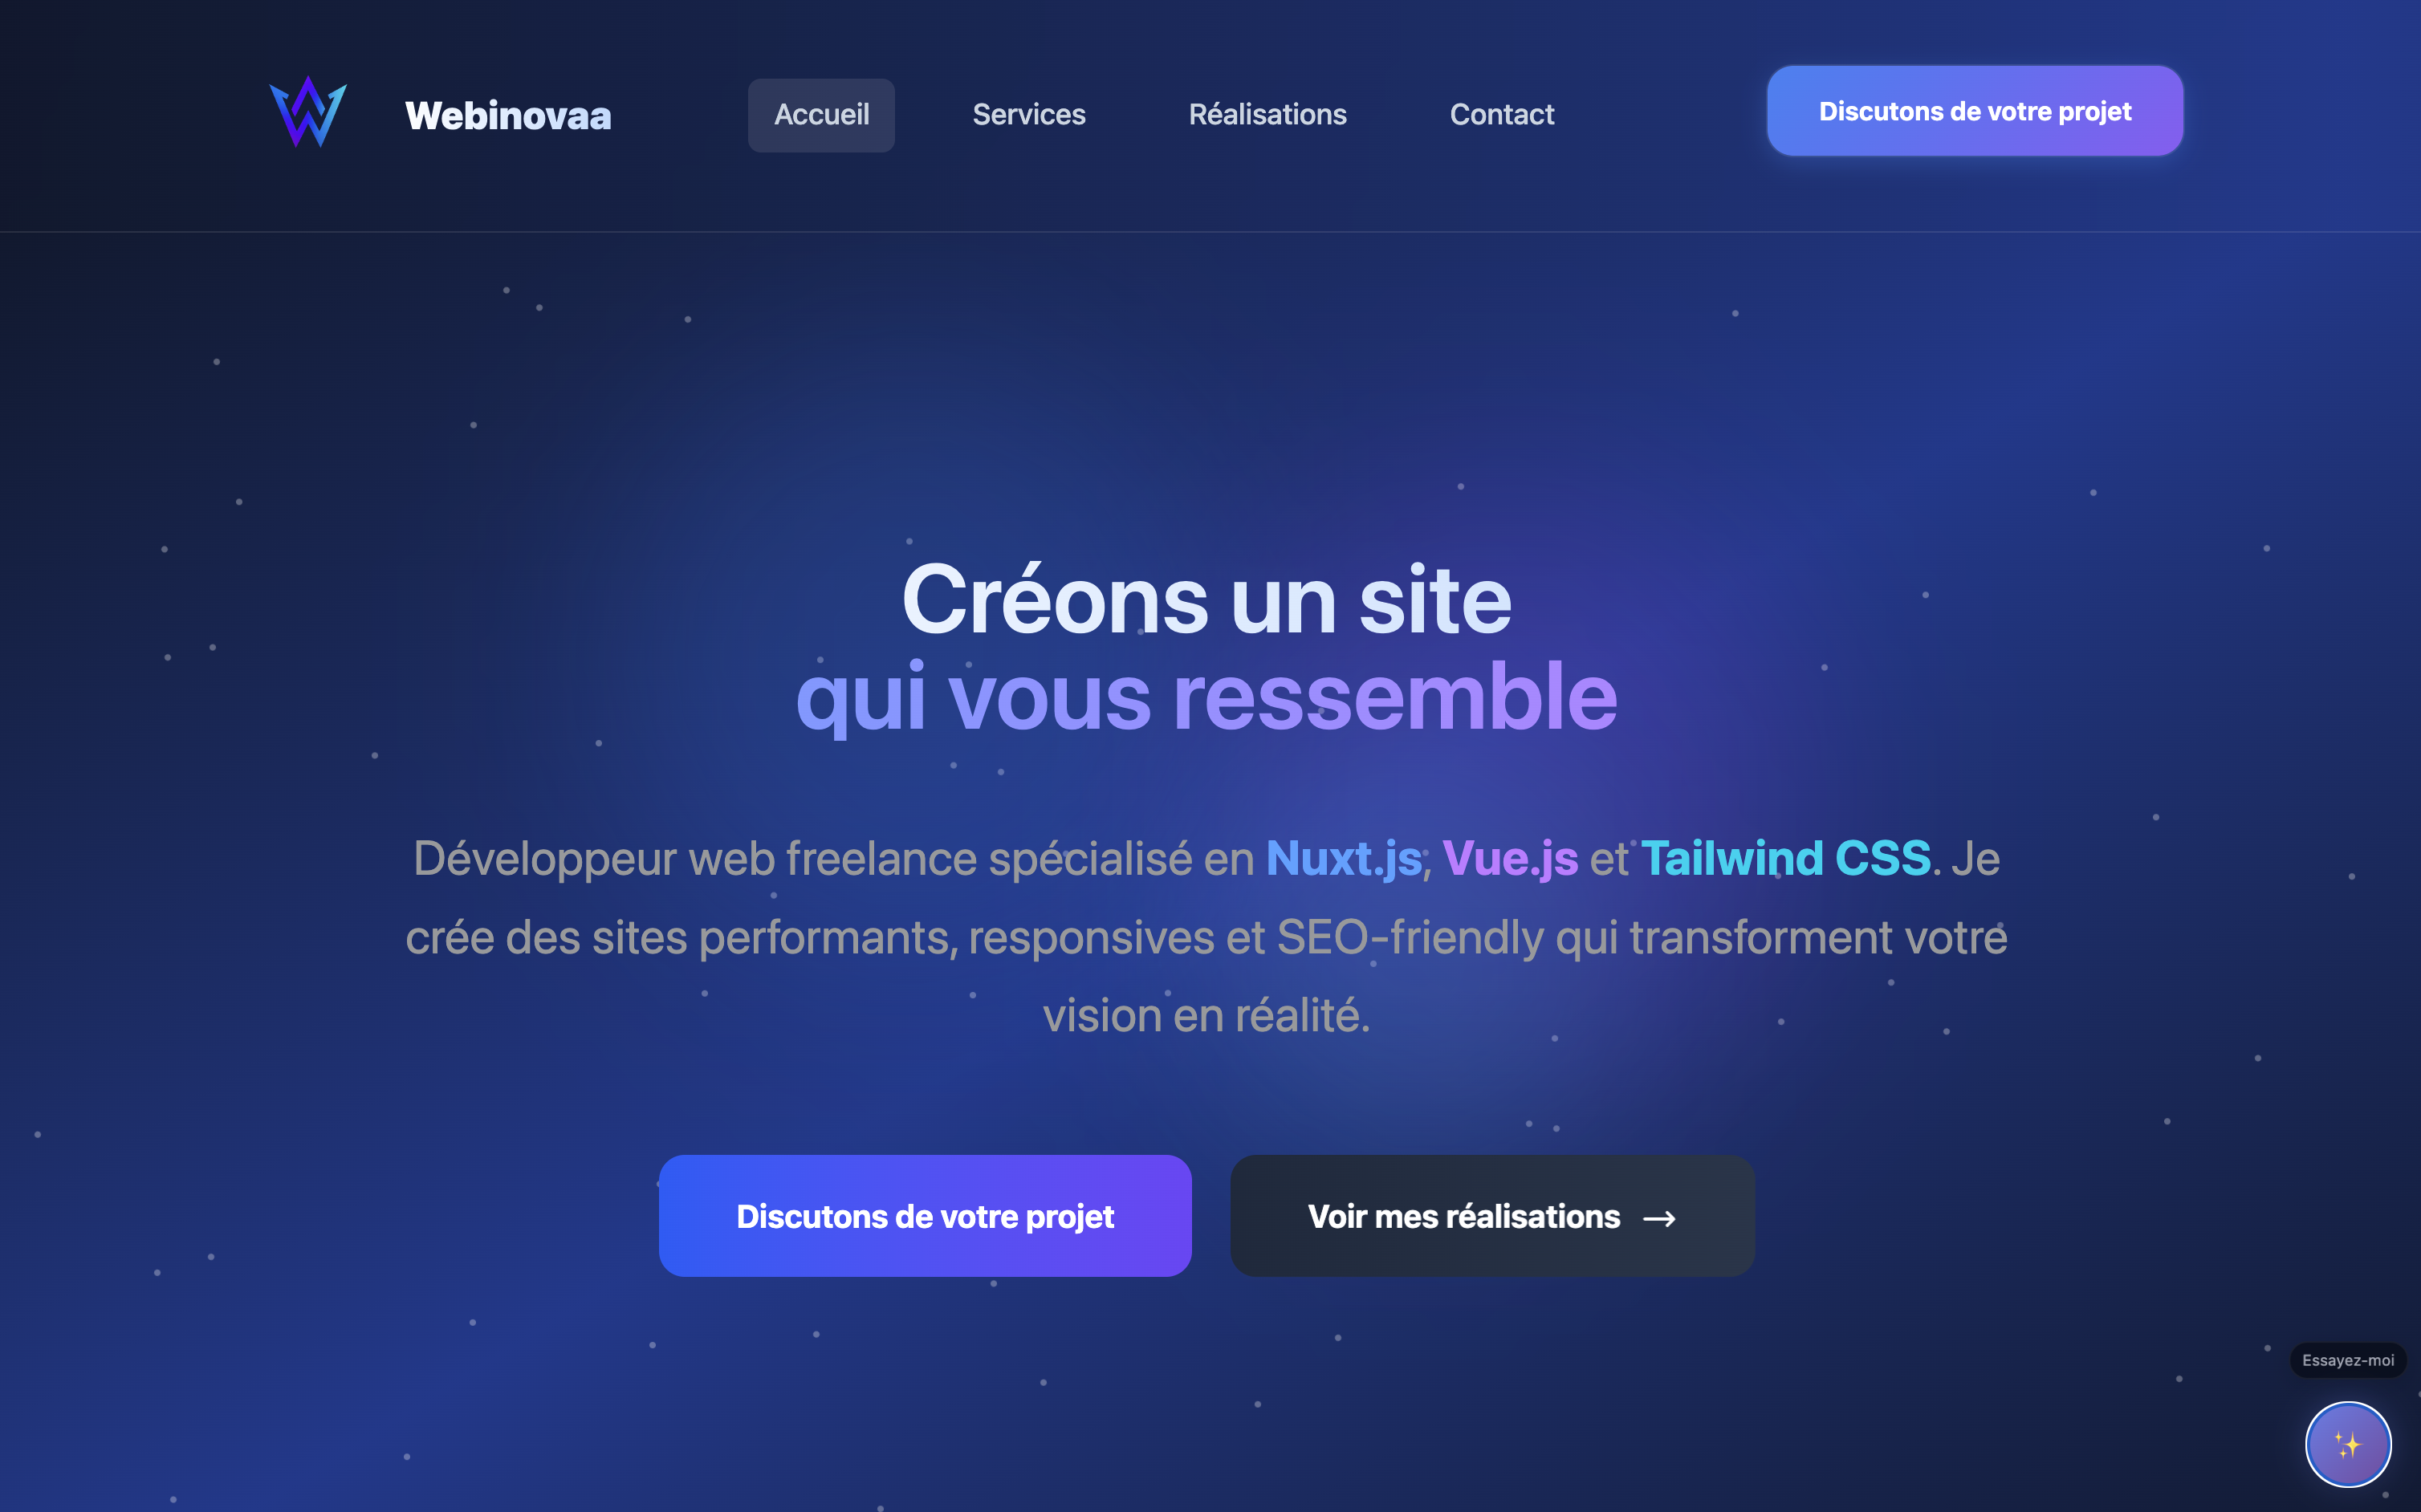 Webinovaa
Accueil
Services
Réalisations
Contact
Discutons de votre projet
Créons un site
qui vous ressemble
Développeur web freelance spécialisé en Nuxt.js, Vue.js et Tailwind CSS. Je
crée des sites performants, responsives et SEO-friendly qui transforment votre
vision en réalité.
Discutons de votre projet
Voir mes réalisations →
Essayez-moi